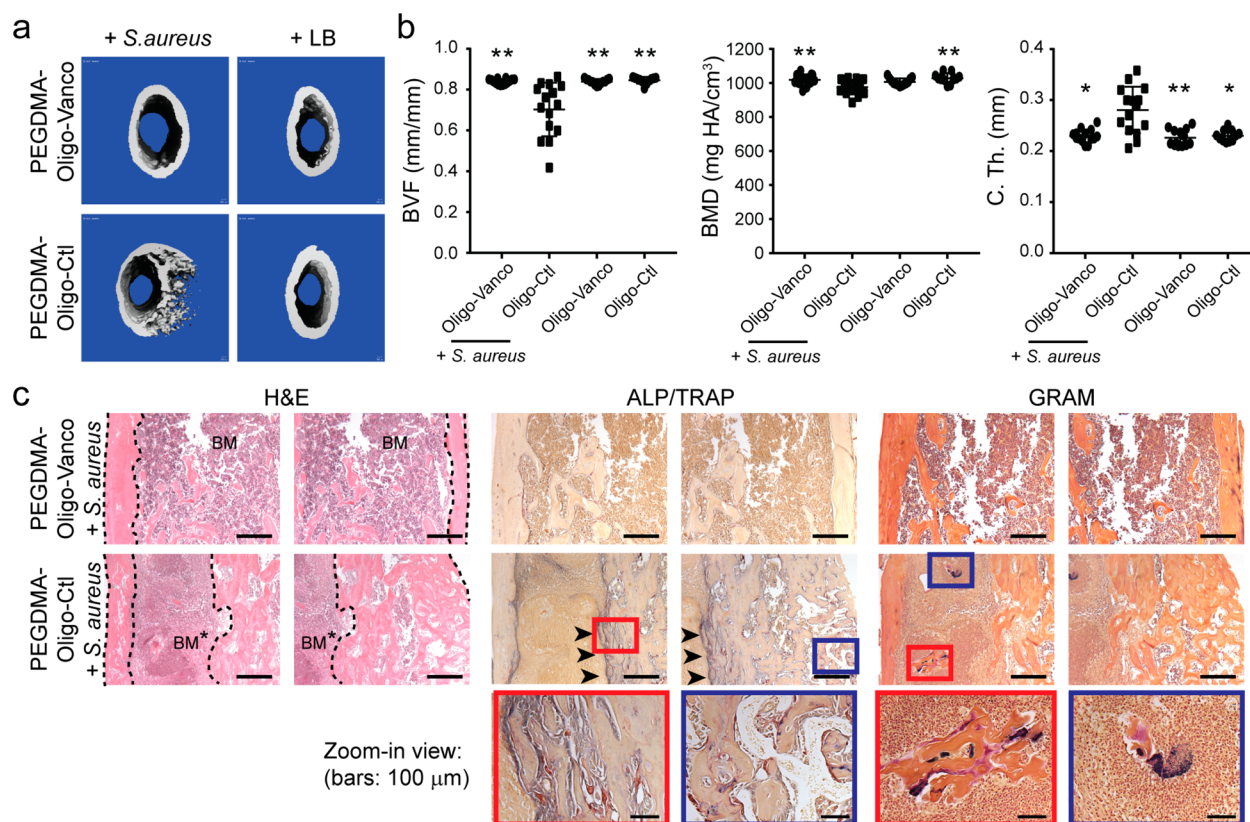 a
+ S.aureus
+ LB
PEGDMA-
Oligo-Vanco
PEGDMA-
Oligo-Ctl
b
** ** **
BVF (mm/mm)
1.0
0.8
0.6
0.4
0.2
0.0
Oligo-Vanco
Oligo-Ctl
Oligo-Vanco
Oligo-Ctl
+ S. aureus
** **
BMD (mg HA/cm³)
1200
1000
800
600
400
200
0
Oligo-Vanco
Oligo-Ctl
Oligo-Vanco
Oligo-Ctl
+ S. aureus
* ** *
C. Th. (mm)
0.4
0.3
0.2
0.1
0.0
Oligo-Vanco
Oligo-Ctl
Oligo-Vanco
Oligo-Ctl
+ S. aureus
c
H&E
ALP/TRAP
GRAM
PEGDMA-
Oligo-Vanco
+ S. aureus
BM
BM
PEGDMA-
Oligo-Ctl
+ S. aureus
BM*
BM*
Zoom-in view:
(bars: 100 μm)